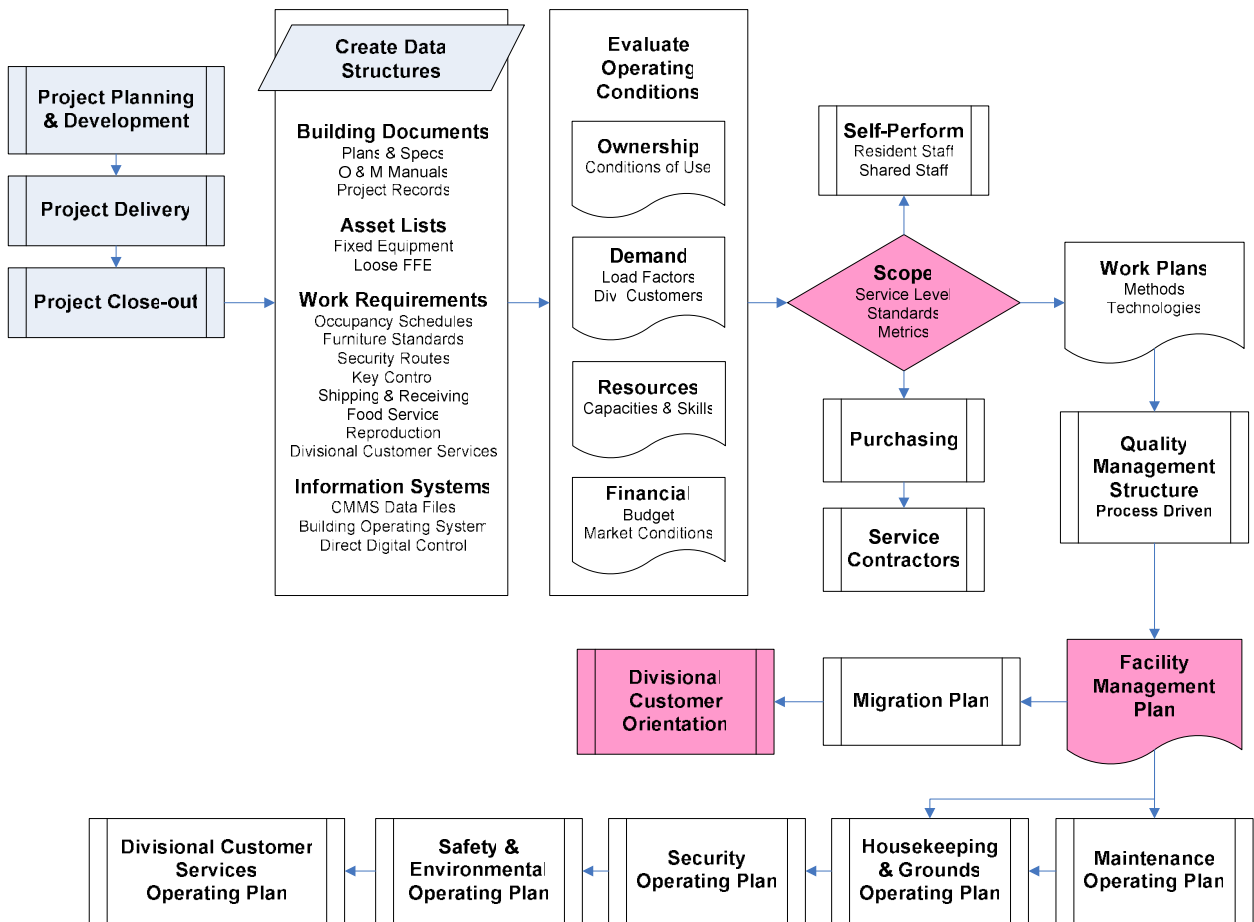 Project Planning
& Development
Project Delivery
Project Close-out
Create Data
Structures
Building Documents
Plans & Specs
O & M Manuals
Project Records
Asset Lists
Fixed Equipment
Loose FFE
Work Requirements
Occupancy Schedules
Furniture Standards
Security Routes
Key Contro
Shipping & Receiving
Food Service
Reproduction
Divisional Customer Services
Information Systems
CMMS Data Files
Building Operating System
Direct Digital Control
Evaluate
Operating
Conditions
Ownership
Conditions of Use
Demand
Load Factors
Div. Customers
Resources
Capacities & Skills
Financial
Budget
Market Conditions
Self-Perform
Resident Staff
Shared Staff
Scope
Service Level
Standards
Metrics
Purchasing
Service
Contractors
Work Plans
Methods
Technologies
Quality
Management
Structure
Process Driven
Facility
Management
Plan
Migration Plan
Divisional
Customer
Orientation
Divisional Customer
Services
Operating Plan
Safety &
Environmental
Operating Plan
Security
Operating Plan
Housekeeping
& Grounds
Operating Plan
Maintenance
Operating Plan